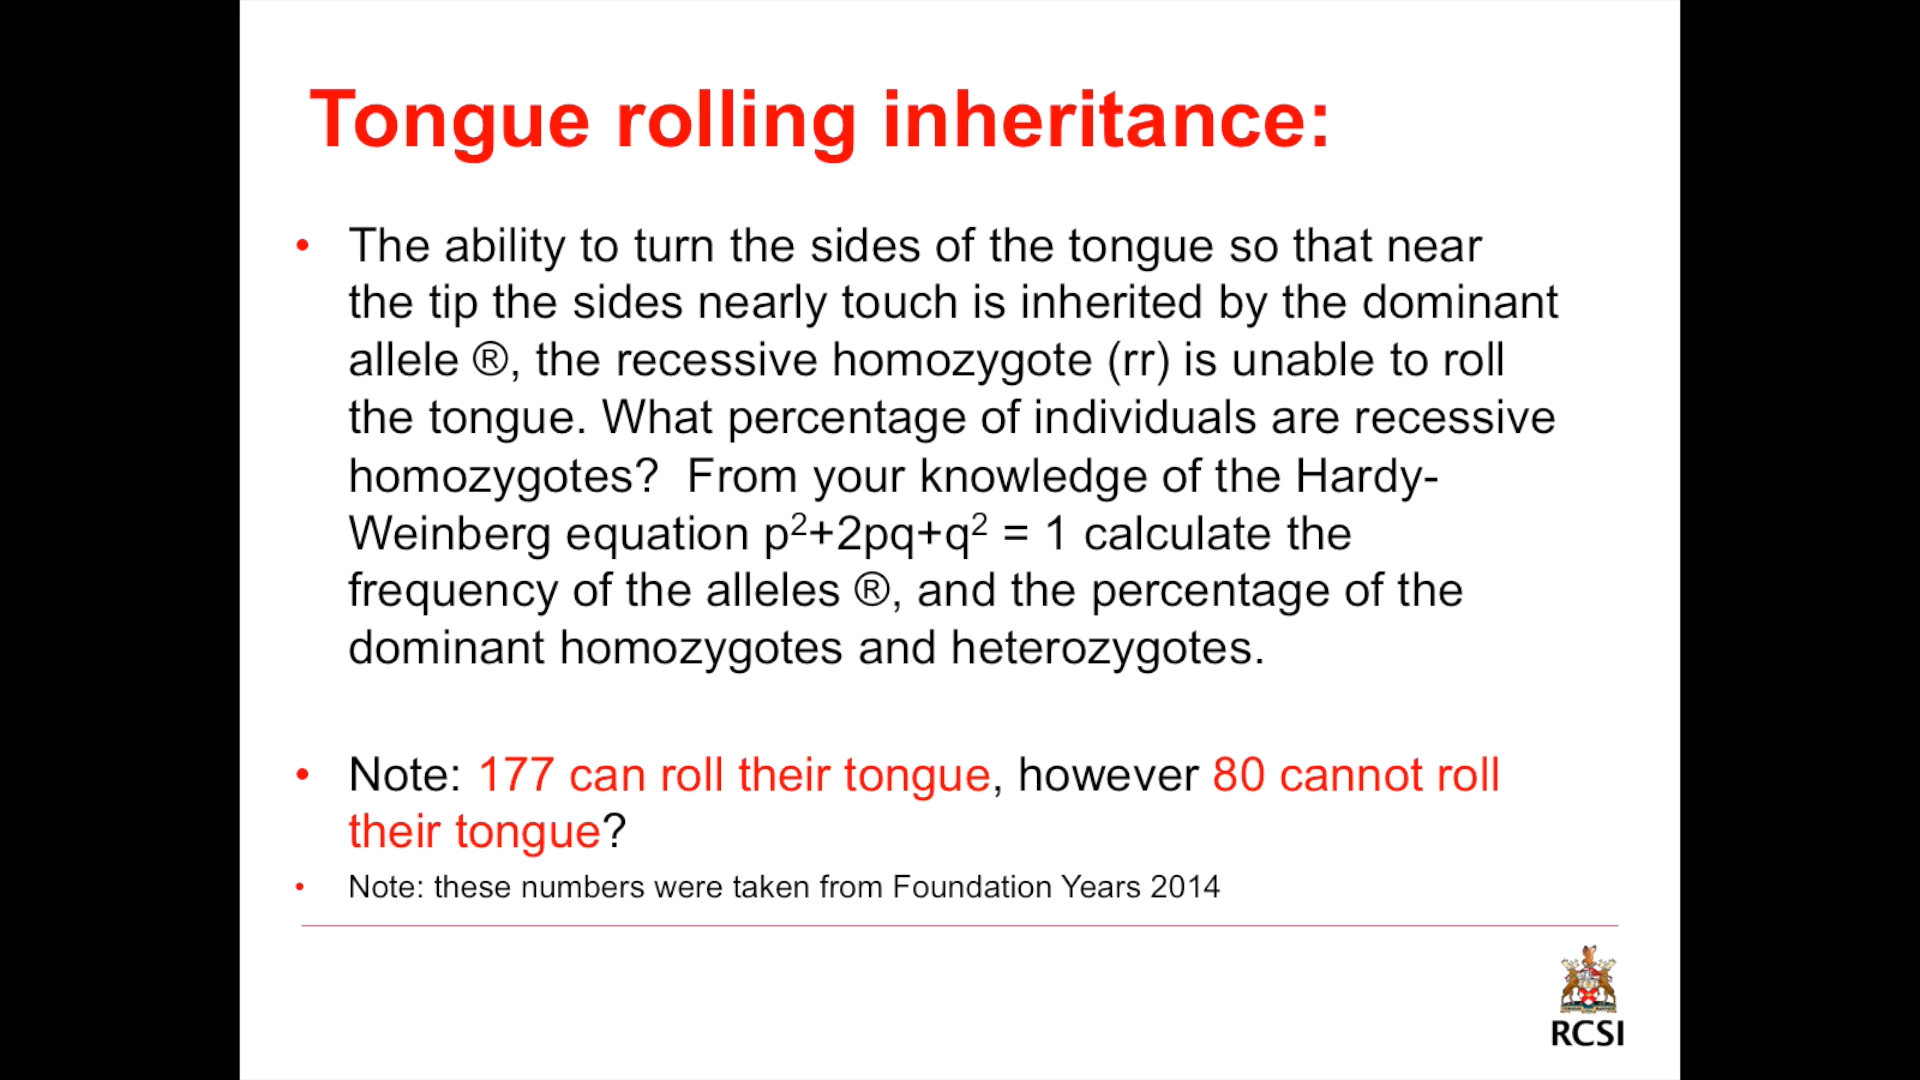 Tongue rolling inheritance:
• The ability to turn the sides of the tongue so that near
the tip the sides nearly touch is inherited by the dominant
allele ®, the recessive homozygote (rr) is unable to roll
the tongue. What percentage of individuals are recessive
homozygotes?  From your knowledge of the Hardy-
Weinberg equation p²+2pq+q² = 1 calculate the
frequency of the alleles ®, and the percentage of the
dominant homozygotes and heterozygotes.
• Note: 177 can roll their tongue, however 80 cannot roll
their tongue?
• Note: these numbers were taken from Foundation Years 2014
RCSI